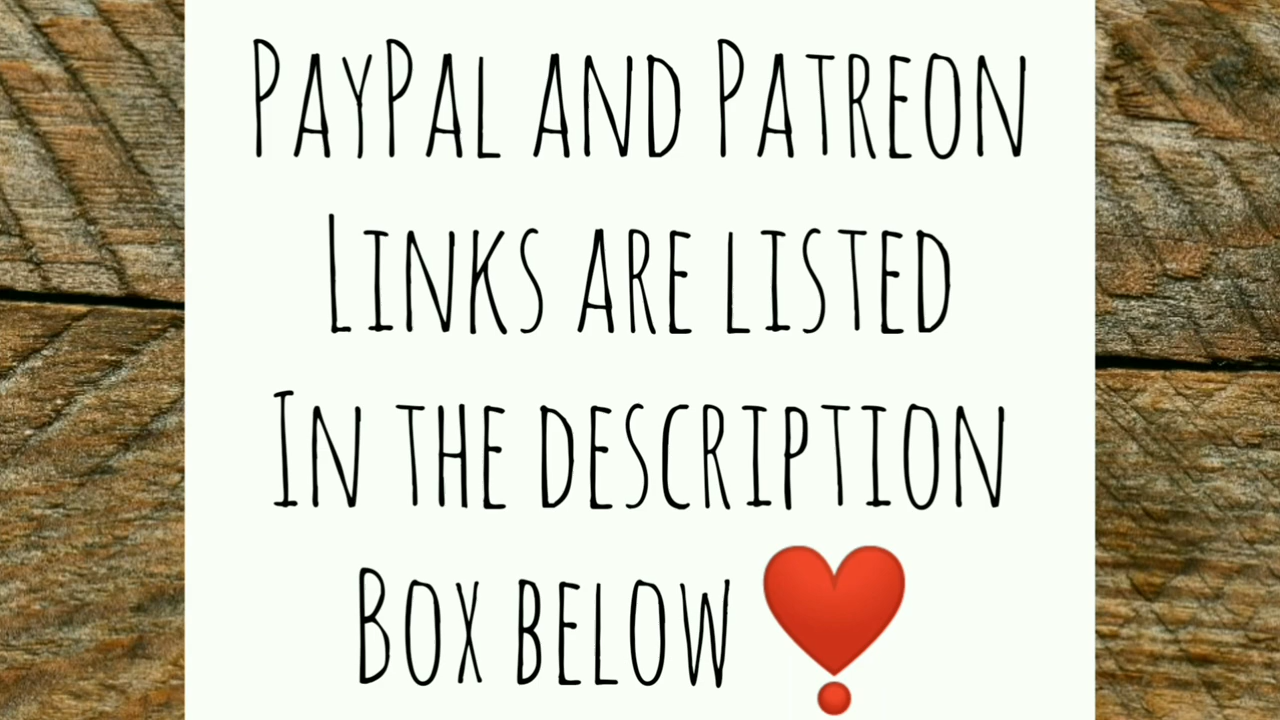 PayPal and Patreon
Links are listed
In the description
Box below ❣️